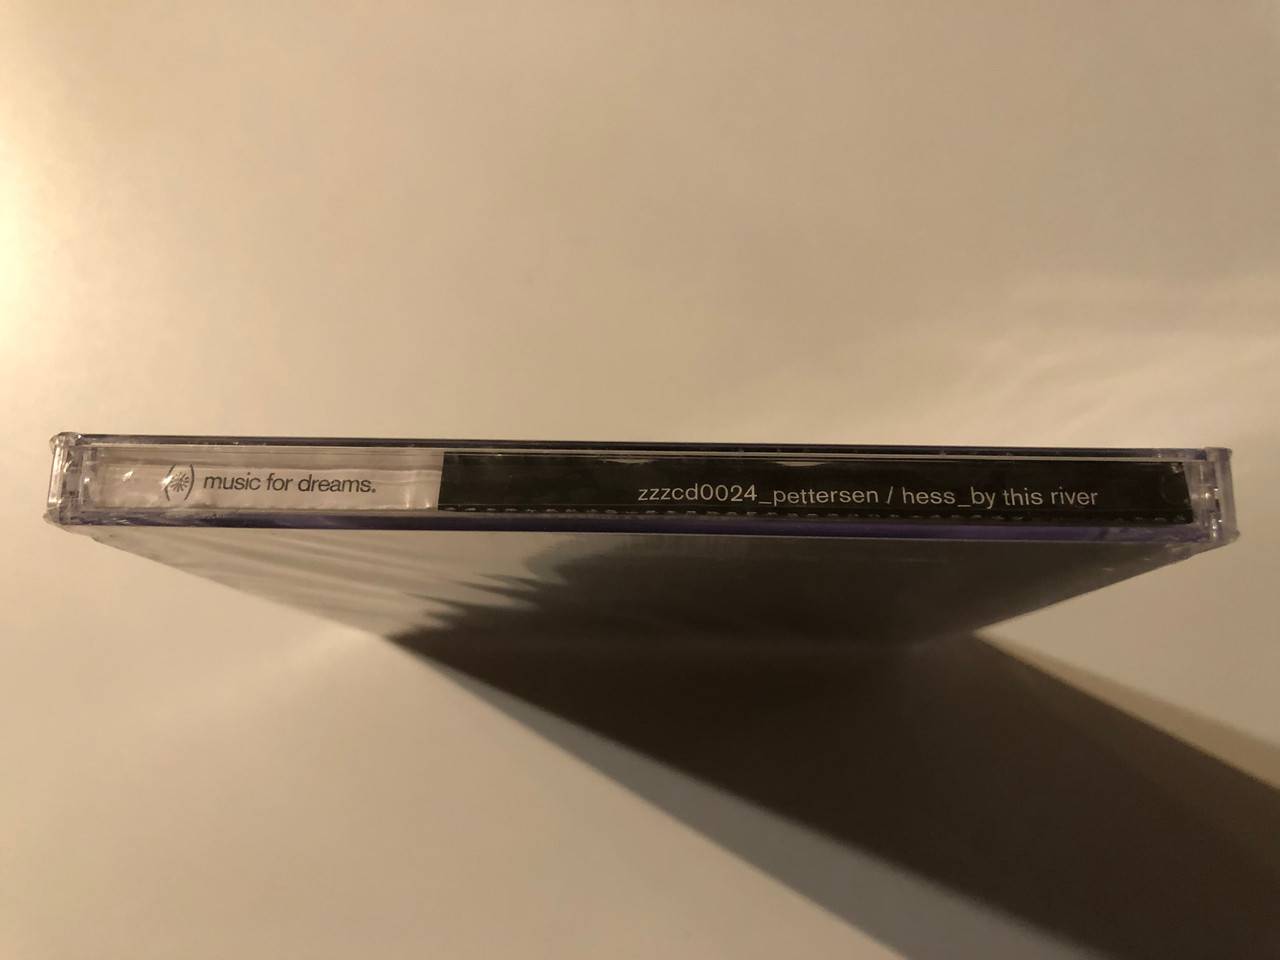 music for dreams.
zzzcd0024_pettersen / hess_by this river